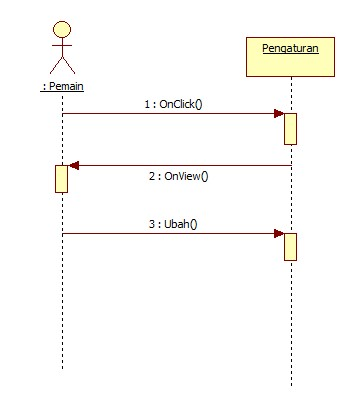 : Pemain
Pengaturan
1 : OnClick()
2 : OnView()
3 : Ubah()